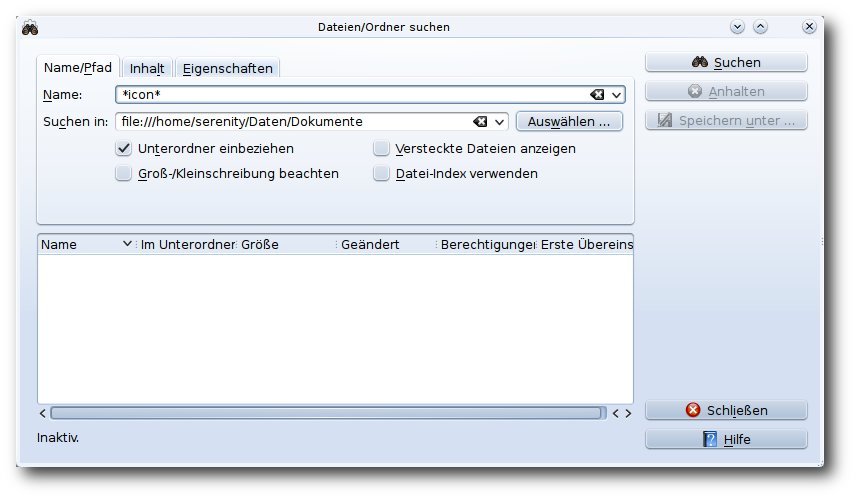 Dateien/Ordner suchen
Name/Pfad Inhalt Eigenschaften
Name: *icon*
Suchen in: file:///home/serenity/Daten/Dokumente Auswählen ...
Unterordner einbeziehen Versteckte Dateien anzeigen
Groß-/Kleinschreibung beachten Datei-Index verwenden
Suchen
Anhalten
Speichern unter ...
Name Im Unterordner Größe Geändert Berechtigungen Erste Übereins
Inaktiv.
Schließen
Hilfe